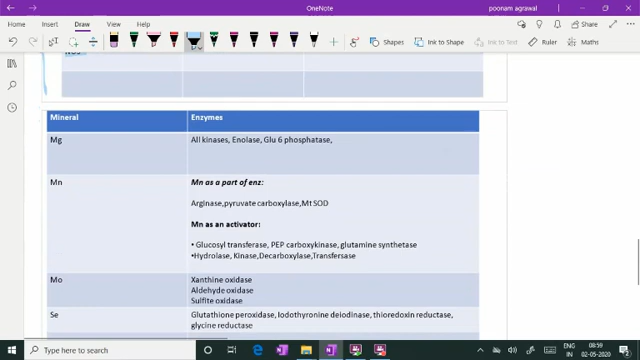 OneNote
poonam agrawal
Home Insert Draw View Help
Share
Shapes Ink to Shape Ink to Text Ruler Maths
Mineral Enzymes
Mg All kinases, Enolase, Glu 6 phosphatase,
Mn Mn as a part of enz:
Arginase,pyruvate carboxylase,Mt SOD
Mn as an activator:
• Glucosyl transferase, PEP carboxykinase, glutamine synthetase
•Hydrolase, Kinase,Decarboxylase,Transfersase
Mo Xanthine oxidase
Aldehyde oxidase
Sulfite oxidase
Se Glutathione peroxidase, Iodothyronine deiodinase, thioredoxin reductase,
glycine reductase
Type here to search
ENG
IN
08:59
02-05-2020